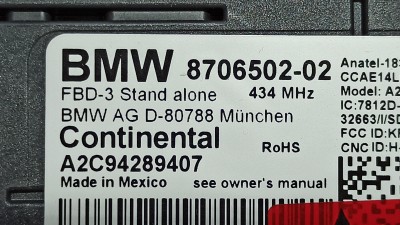 BMW 8706502-02
FBD-3 Stand alone 434 MHz
BMW AG D-80788 München
Continental RoHS
A2C94289407
Made in Mexico see owner's manual
Anatel-18
CCAE14L
Model: A2
IC:7812D-
32663/I/SD
FCC ID:K
CNC ID:H-